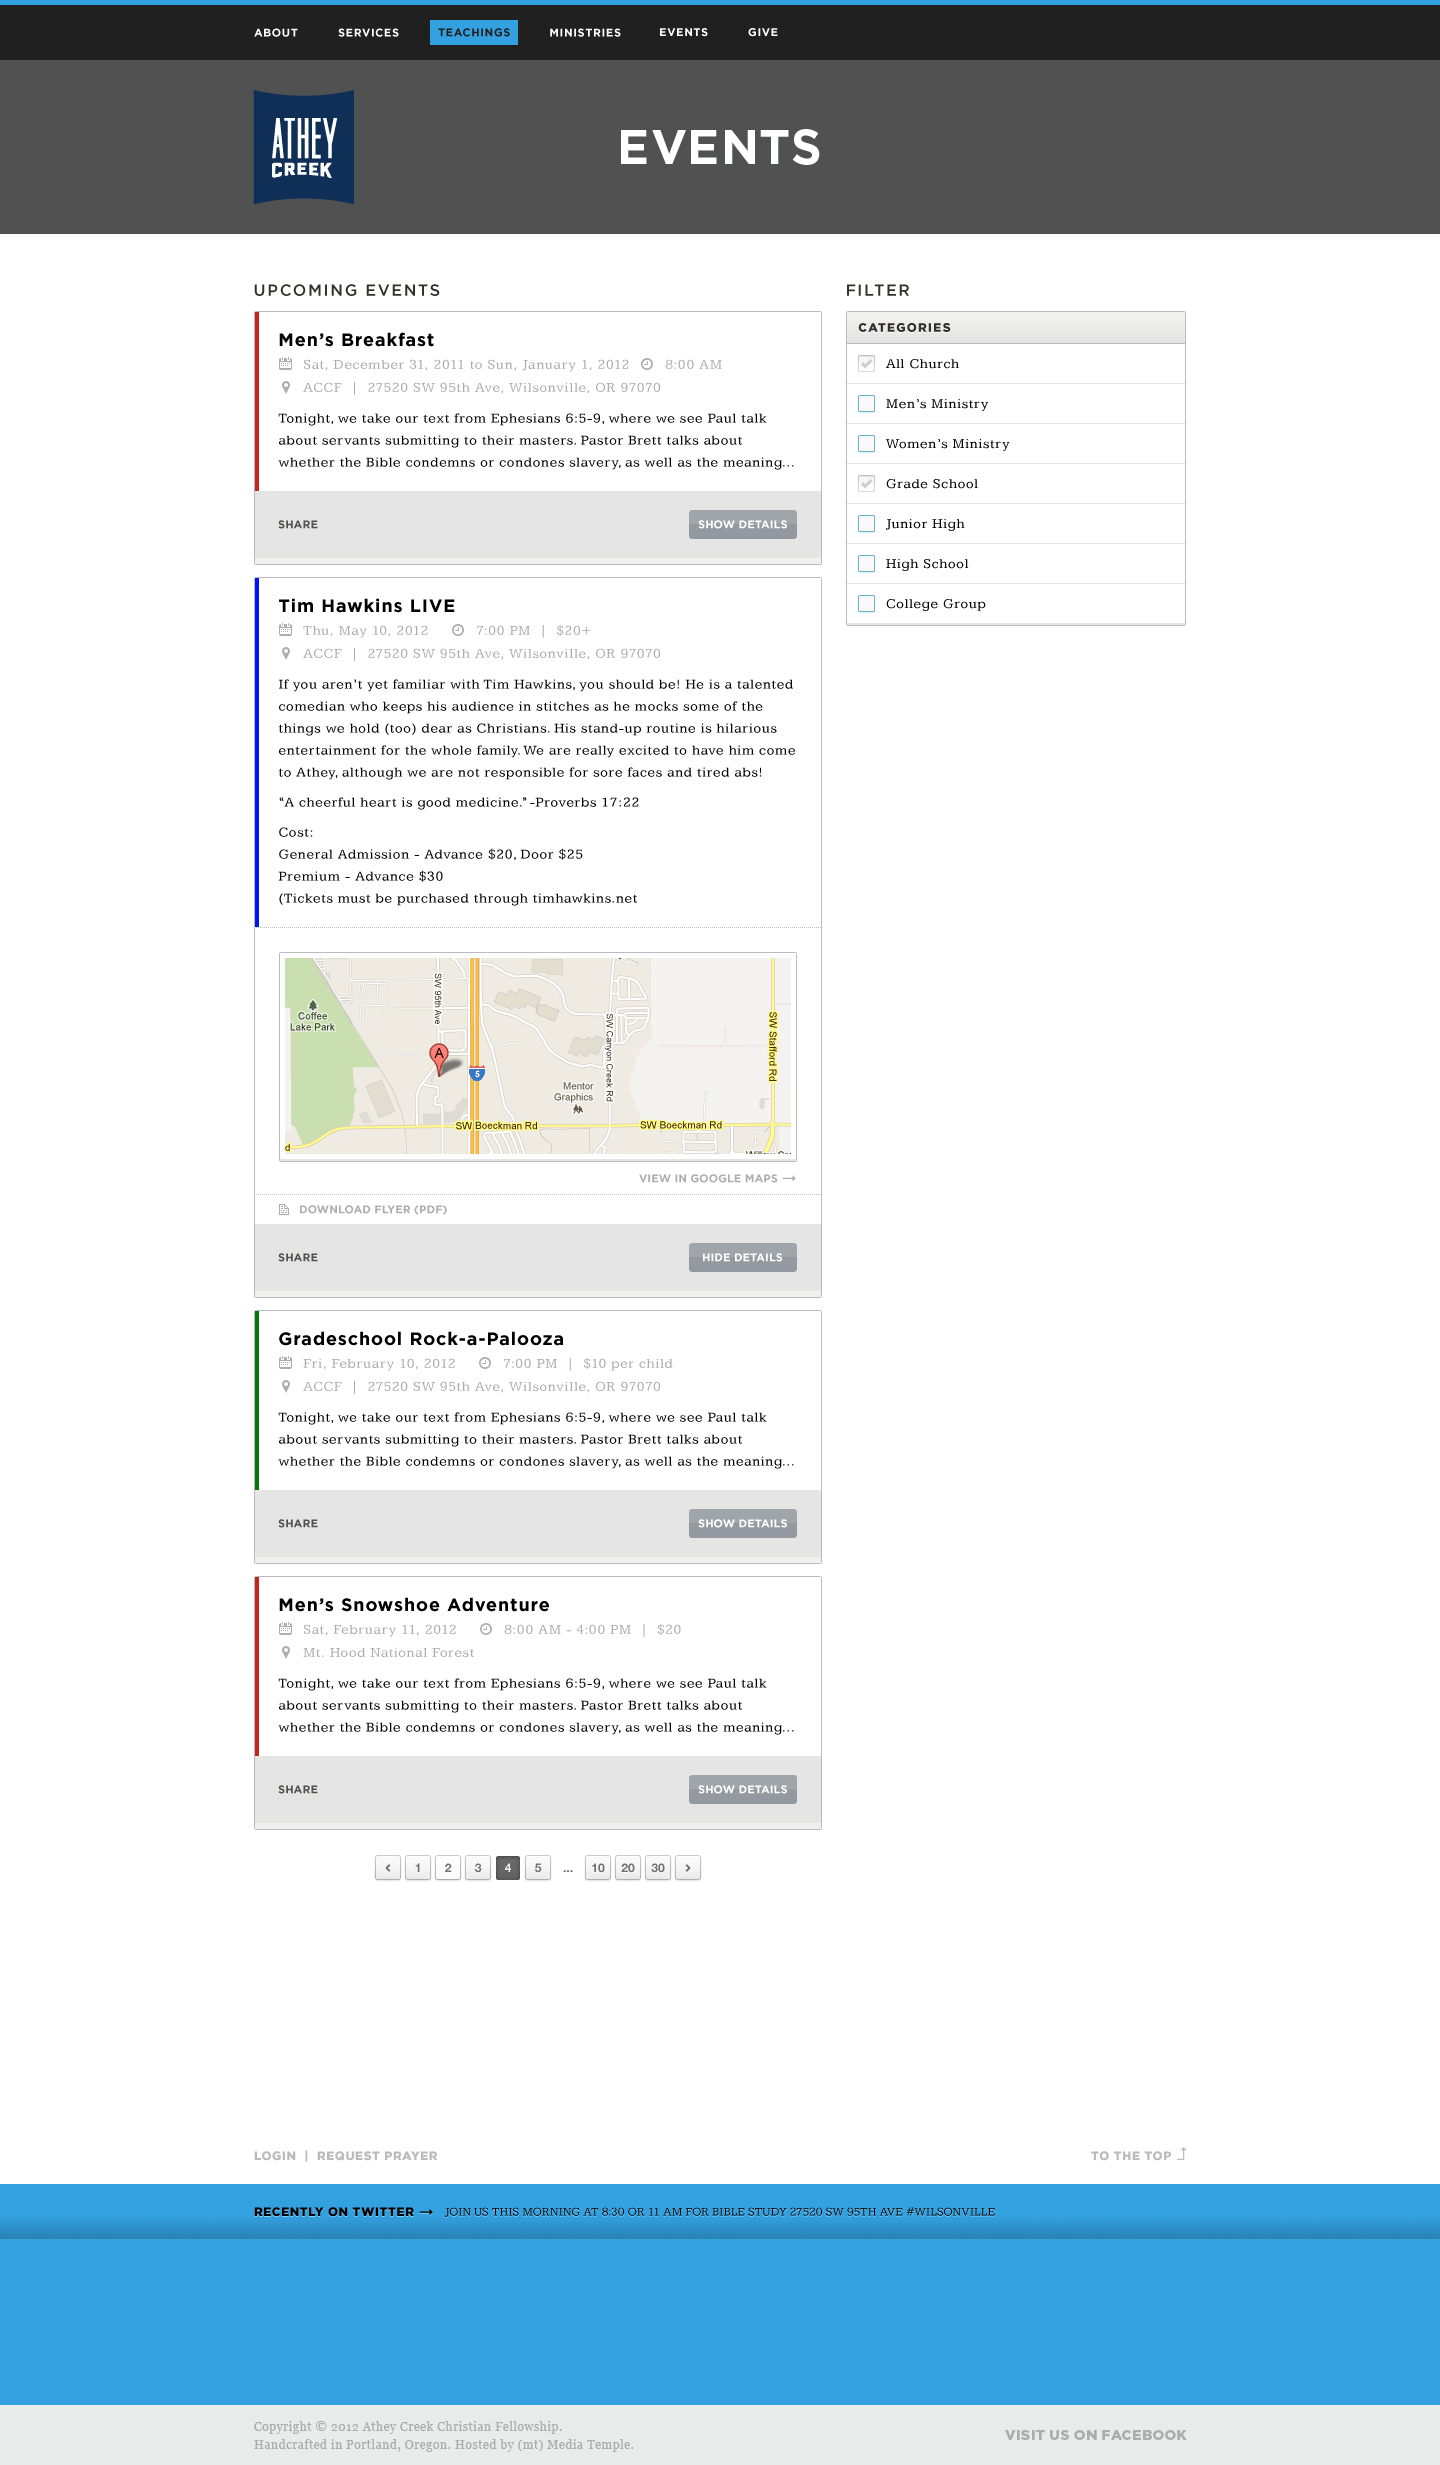 ABOUT SERVICES TEACHINGS MINISTRIES EVENTS GIVE
ATHEY
CREEK
EVENTS
UPCOMING EVENTS
Men's Breakfast
Sat, December 31, 2011 to Sun, January 1, 2012 8:00 AM
ACCF | 27520 SW 95th Ave, Wilsonville, OR 97070
Tonight, we take our text from Ephesians 6:5-9, where we see Paul talk
about servants submitting to their masters. Pastor Brett talks about
whether the Bible condemns or condones slavery, as well as the meaning...
SHARE SHOW DETAILS
Tim Hawkins LIVE
Thu, May 10, 2012 7:00 PM | $20+
ACCF | 27520 SW 95th Ave, Wilsonville, OR 97070
If you aren't yet familiar with Tim Hawkins, you should be! He is a talented
comedian who keeps his audience in stitches as he mocks some of the
things we hold (too) dear as Christians. His stand-up routine is hilarious
entertainment for the whole family. We are really excited to have him come
to Athey, although we are not responsible for sore faces and tired abs!
"A cheerful heart is good medicine." -Proverbs 17:22
Cost:
General Admission - Advance $20, Door $25
Premium - Advance $30
(Tickets must be purchased through timhawkins.net
SW 95th Ave
Coffee
Lake Park
A
5
SW Canyon Creek Rd
SW Stafford Rd
Mentor
Graphics
SW Boeckman Rd
SW Boeckman Rd
d
VIEW IN GOOGLE MAPS →
DOWNLOAD FLYER (PDF)
SHARE HIDE DETAILS
Gradeschool Rock-a-Palooza
Fri, February 10, 2012 7:00 PM | $10 per child
ACCF | 27520 SW 95th Ave, Wilsonville, OR 97070
Tonight, we take our text from Ephesians 6:5-9, where we see Paul talk
about servants submitting to their masters. Pastor Brett talks about
whether the Bible condemns or condones slavery, as well as the meaning...
SHARE SHOW DETAILS
Men's Snowshoe Adventure
Sat, February 11, 2012 8:00 AM - 4:00 PM | $20
Mt. Hood National Forest
Tonight, we take our text from Ephesians 6:5-9, where we see Paul talk
about servants submitting to their masters. Pastor Brett talks about
whether the Bible condemns or condones slavery, as well as the meaning...
SHARE SHOW DETAILS
‹ 1 2 3 4 5 ... 10 20 30 ›
FILTER
CATEGORIES
All Church
Men's Ministry
Women's Ministry
Grade School
Junior High
High School
College Group
LOGIN | REQUEST PRAYER TO THE TOP
RECENTLY ON TWITTER → JOIN US THIS MORNING AT 8:30 OR 11 AM FOR BIBLE STUDY 27520 SW 95TH AVE #WILSONVILLE
Copyright © 2012 Athey Creek Christian Fellowship.
Handcrafted in Portland, Oregon. Hosted by (mt) Media Temple.
VISIT US ON FACEBOOK